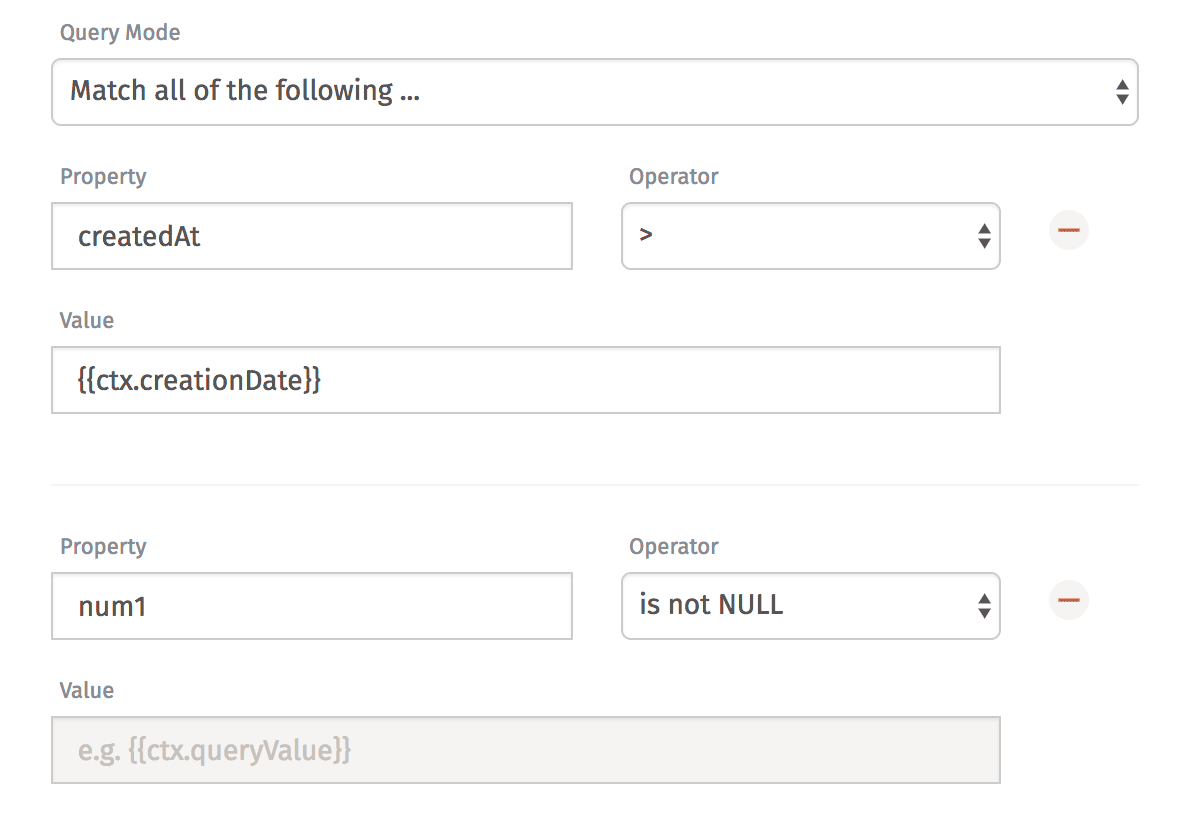 Query Mode
Match all of the following ...
Property
Operator
createdAt
>
Value
{{ctx.creationDate}}
Property
Operator
num1
is not NULL
Value
e.g. {{ctx.queryValue}}